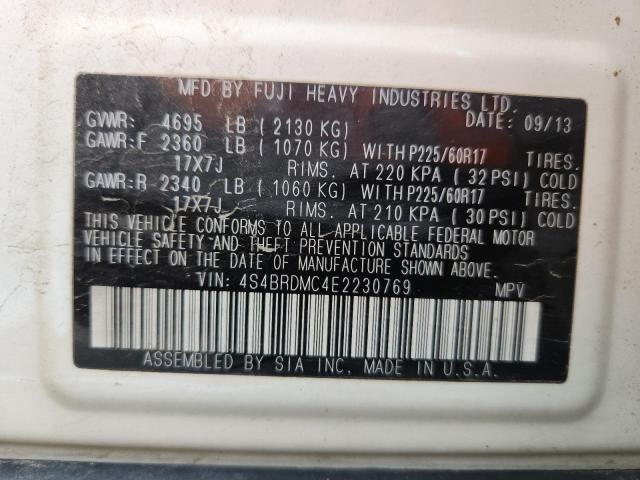 MFD BY FUJI HEAVY INDUSTRIES LTD.
GVWR: 4695 LB (2130 KG) DATE: 09/13
GAWR:F 2360 LB (1070 KG) WITH P225/60R17 TIRES.
17X7J RIMS. AT 220 KPA (32 PSI) COLD
GAWR:R 2340 LB (1060 KG) WITH P225/60R17 TIRES.
17X7J RIMS. AT 210 KPA (30 PSI) COLD
THIS VEHICLE CONFORMS TO ALL APPLICABLE FEDERAL MOTOR
VEHICLE SAFETY AND THEFT PREVENTION STANDARDS
IN EFFECT ON THE DATE OF MANUFACTURE SHOWN ABOVE.
VIN: 4S4BRDMC4E2230769 MPV
ASSEMBLED BY SIA INC. MADE IN U.S.A.